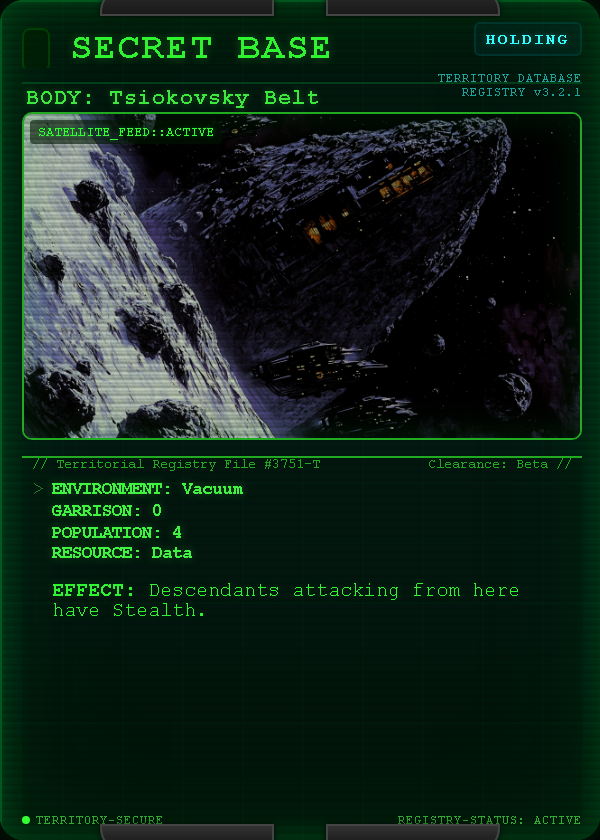 SECRET BASE
HOLDING
TERRITORY DATABASE
REGISTRY v3.2.1
BODY: Tsiokovsky Belt
SATELLITE_FEED::ACTIVE
// Territorial Registry File #3751-T
Clearance: Beta //
> ENVIRONMENT: Vacuum
GARRISON: 0
POPULATION: 4
RESOURCE: Data
EFFECT: Descendants attacking from here
have Stealth.
TERRITORY-SECURE
REGISTRY-STATUS: ACTIVE